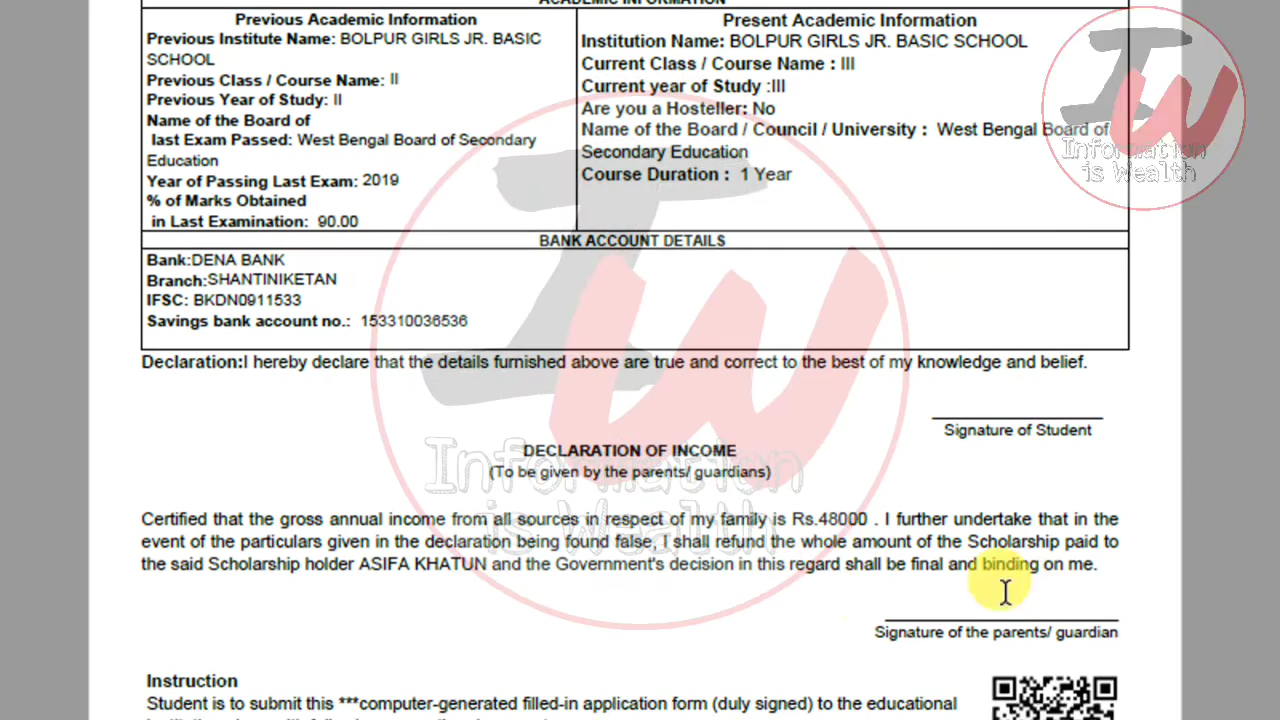 ACADEMIC INFORMATION
Previous Academic Information
Previous Institute Name: BOLPUR GIRLS JR. BASIC
SCHOOL
Previous Class / Course Name: II
Previous Year of Study: II
Name of the Board of
last Exam Passed: West Bengal Board of Secondary
Education
Year of Passing Last Exam: 2019
% of Marks Obtained
in Last Examination: 90.00
Present Academic Information
Institution Name: BOLPUR GIRLS JR. BASIC SCHOOL
Current Class / Course Name : III
Current year of Study :III
Are you a Hosteller: No
Name of the Board / Council / University : West Bengal Board of
Secondary Education
Course Duration : 1 Year
IW
Information
is Wealth
BANK ACCOUNT DETAILS
Bank:DENA BANK
Branch:SHANTINIKETAN
IFSC: BKDN0911533
Savings bank account no.: 153310036536
Declaration:I hereby declare that the details furnished above are true and correct to the best of my knowledge and belief.
Signature of Student
DECLARATION OF INCOME
(To be given by the parents/ guardians)
IW
Information
is Wealth
Certified that the gross annual income from all sources in respect of my family is Rs.48000 . I further undertake that in the
event of the particulars given in the declaration being found false, I shall refund the whole amount of the Scholarship paid to
the said Scholarship holder ASIFA KHATUN and the Government's decision in this regard shall be final and binding on me.
Signature of the parents/ guardian
Instruction
Student is to submit this ***computer-generated filled-in application form (duly signed) to the educational